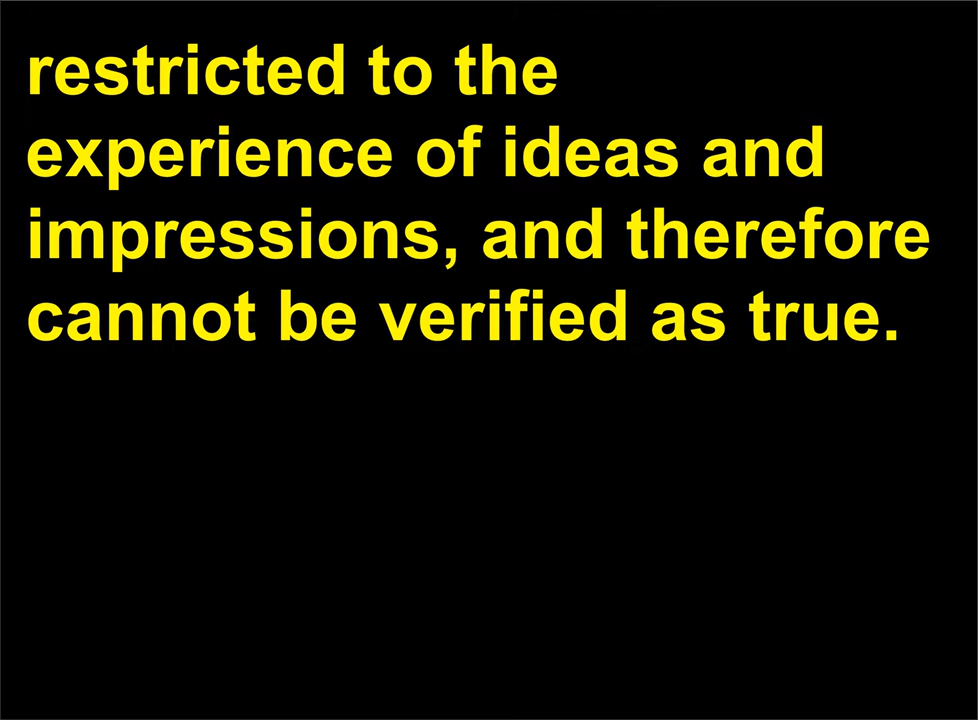 restricted to the
experience of ideas and
impressions, and therefore
cannot be verified as true.